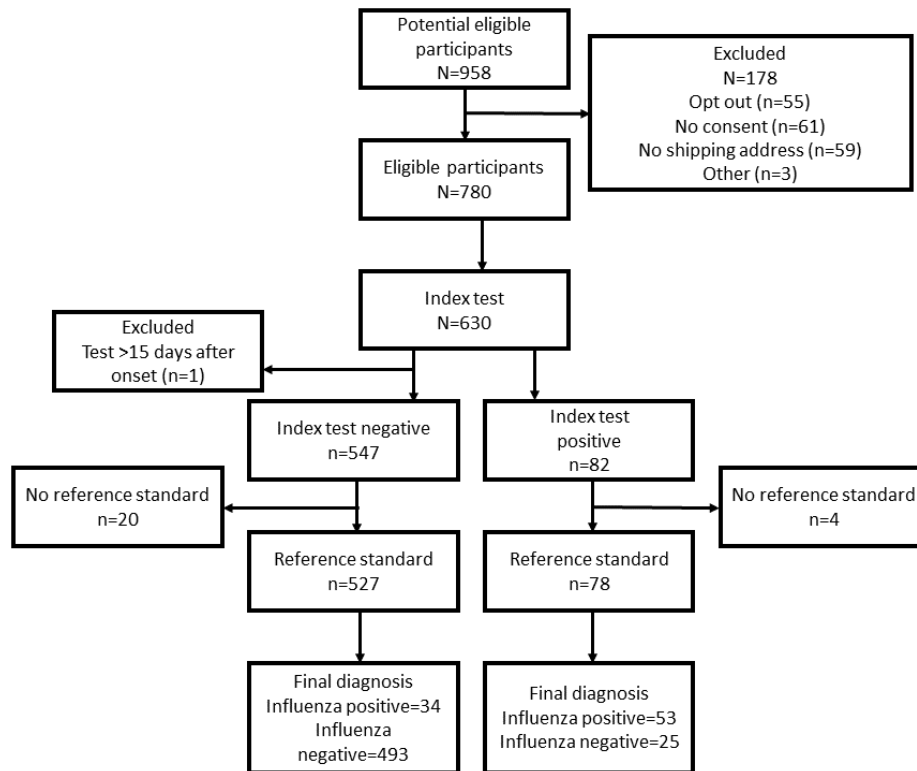 Potential eligible
participants
N=958
Excluded
N=178
Opt out (n=55)
No consent (n=61)
No shipping address (n=59)
Other (n=3)
Eligible participants
N=780
Index test
N=630
Excluded
Test >15 days after
onset (n=1)
Index test negative
n=547
Index test
positive
n=82
No reference standard
n=20
No reference standard
n=4
Reference standard
n=527
Reference standard
n=78
Final diagnosis
Influenza positive=34
Influenza
negative=493
Final diagnosis
Influenza positive=53
Influenza negative=25